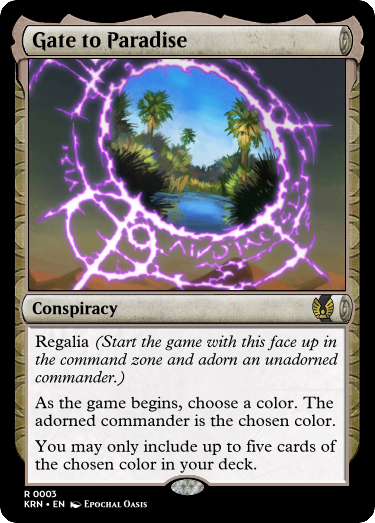 Gate to Paradise
Conspiracy
Regalia (Start the game with this face up in
the command zone and adorn an unadorned
commander.)
As the game begins, choose a color. The
adorned commander is the chosen color.
You may only include up to five cards of
the chosen color in your deck.
R 0003
KRN • EN Epochal Oasis